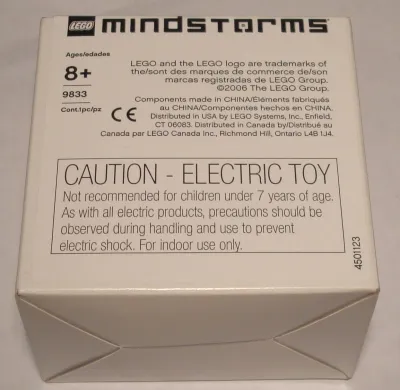 LEGO mindstorms
Ages/edades
8+
9833
Cont.1pc/pz
LEGO and the LEGO logo are trademarks of
the/sont des marques de commerce de/son
marcas registradas de LEGO Group.
©2006 The LEGO Group.
Components made in CHINA/Eléments fabriqués
au CHINA/Componentes hechos en CHINA.
Distributed in USA by LEGO Systems, Inc., Enfield,
CT 06083. Distributed in Canada by/Distribué au
Canada par LEGO Canada Inc., Richmond Hill, Ontario L4B 1J4.
CE
CAUTION - ELECTRIC TOY
Not recommended for children under 7 years of age.
As with all electric products, precautions should be
observed during handling and use to prevent
electric shock. For indoor use only.
4501123